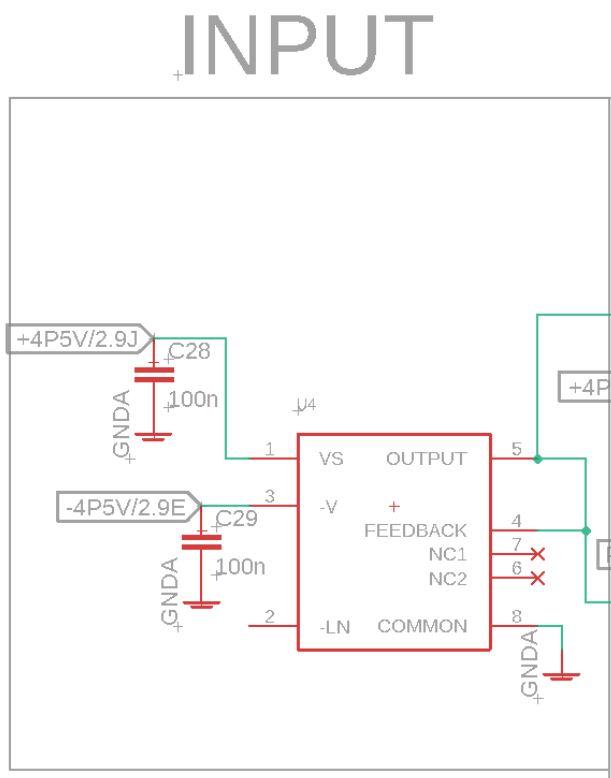 INPUT
+4P5V/2.9J
C28
100n
GNDA
+4P
U4
1
VS
OUTPUT
5
-4P5V/2.9E
3
-V
C29
100n
GNDA
FEEDBACK
4
NC1
7
NC2
6
2
-LN
COMMON
8
GNDA